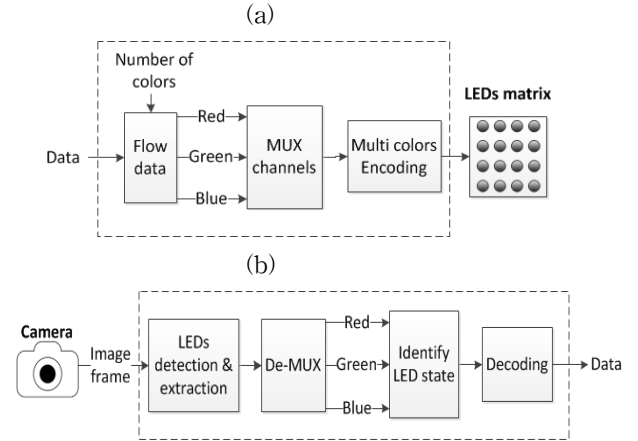 (a)
Number of
colors
LEDs matrix
Data
Flow
data
Red
Green
Blue
MUX
channels
Multi colors
Encoding
(b)
Camera
Image
frame
LEDs
detection &
extraction
De-MUX
Red
Green
Blue
Identify
LED state
Decoding
Data